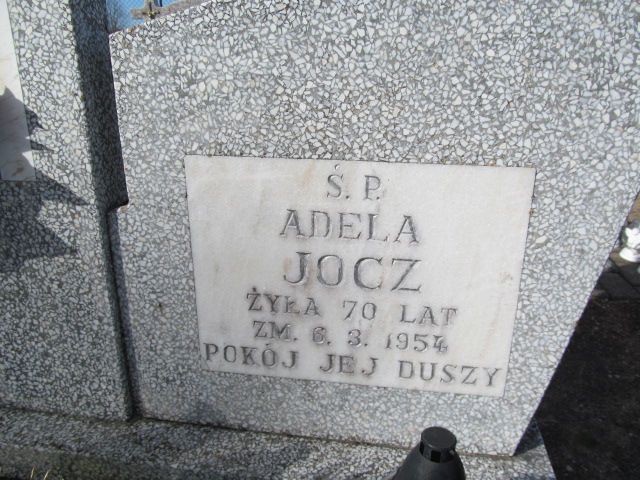 Ś. P.
ADELA
JOCZ
ŻYŁA 70 LAT
ZM. 6. 3. 1954
POKÓJ JEJ DUSZY